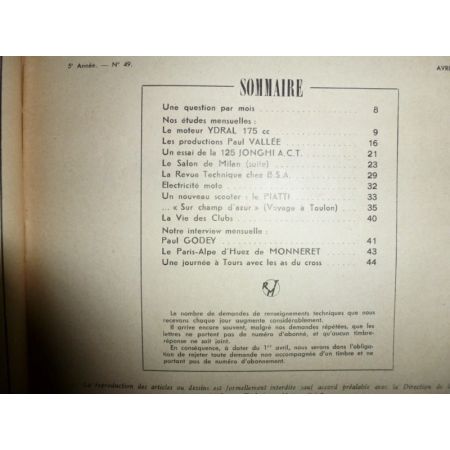 5e Année. — N° 49.
AVRI
SOMMAIRE
Une question par mois 8
Nos études mensuelles :
Le moteur YDRAL 175 cc 9
Les productions Paul VALLÉE 16
Un essai de la 125 JONGHI A.C.T. 21
Le Salon de Milan (suite) 23
La Revue Technique chez B.S.A. 29
Electricité moto 32
Un nouveau scooter : le PIATTI 33
... « Sur champ d'azur » (Voyage à Toulon) 35
La Vie des Clubs 40
Notre interview mensuelle :
Paul GODEY 41
Le Paris-Alpe d'Huez de MONNERET 43
Une journée à Tours avec les as du cross 44
Le nombre de demandes de renseignements techniques que nous
recevons chaque jour augmente considérablement.
Il arrive encore souvent, malgré nos demandes répétées, que les
lettres ne portent pas de numéro d'abonné, et qu'aucun timbre-
réponse ne soit joint.
En conséquence, à dater du 1er avril, nous serons dans l'obliga-
tion de rejeter toute demande non accompagnée d'un timbre et ne
portant pas de numéro d'abonnement.
La reproduction des articles ou dessins est formellement interdite sauf accord préalable avec la Direction de l